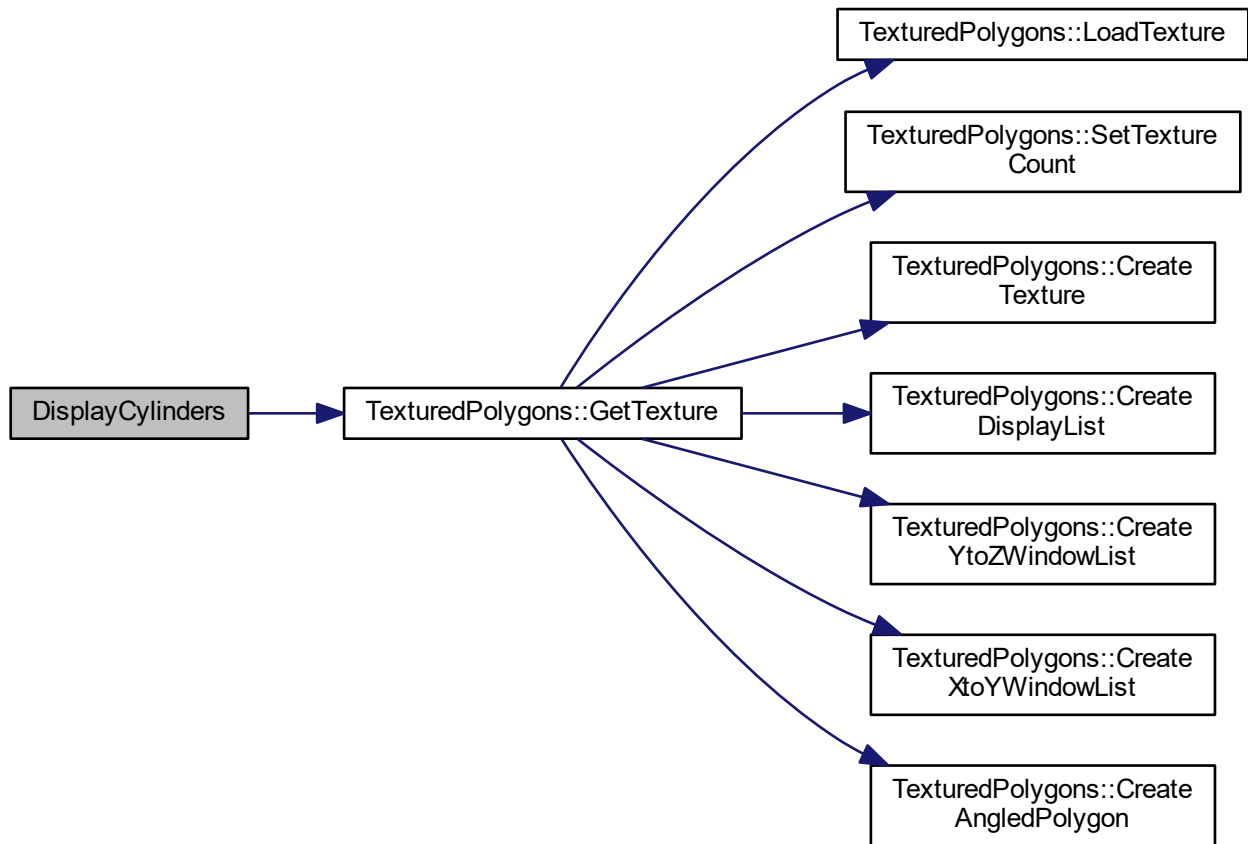 TexturedPolygons::LoadTexture
TexturedPolygons::SetTexture
Count
TexturedPolygons::Create
Texture
DisplayCylinders
TexturedPolygons::GetTexture
TexturedPolygons::Create
DisplayList
TexturedPolygons::Create
YtoZWindowList
TexturedPolygons::Create
XtoYWindowList
TexturedPolygons::Create
AngledPolygon